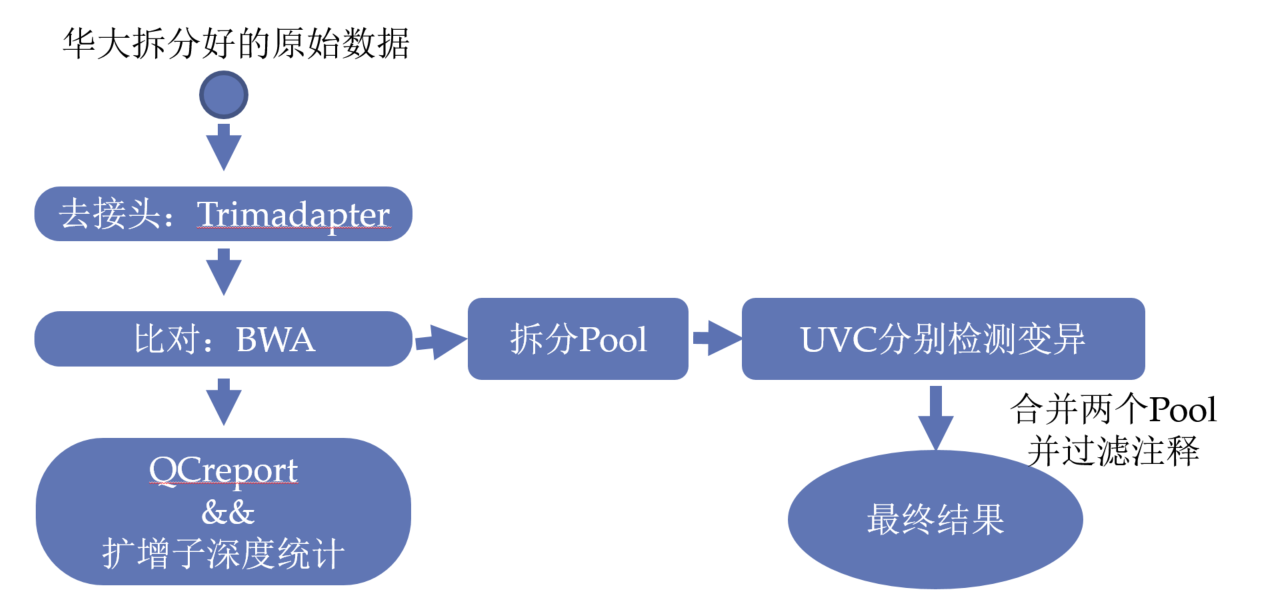 华大拆分好的原始数据
去接头：Trimadapter
比对：BWA
拆分Pool
UVC分别检测变异
合并两个Pool
并过滤注释
QCreport
&&
扩增子深度统计
最终结果